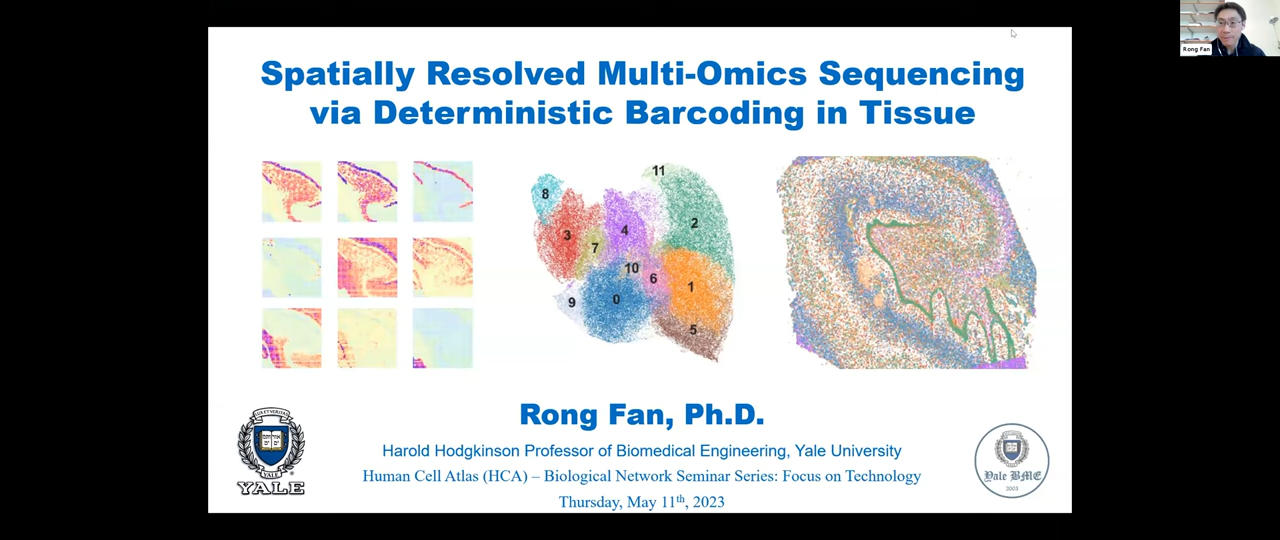 Rong Fan
Spatially Resolved Multi-Omics Sequencing
via Deterministic Barcoding in Tissue
11
8
2
3
4
7
10
6
1
9
0
5
Rong Fan, Ph.D.
Harold Hodgkinson Professor of Biomedical Engineering, Yale University
Human Cell Atlas (HCA) – Biological Network Seminar Series: Focus on Technology
Thursday, May 11th, 2023
YALE
Yale BME
2003